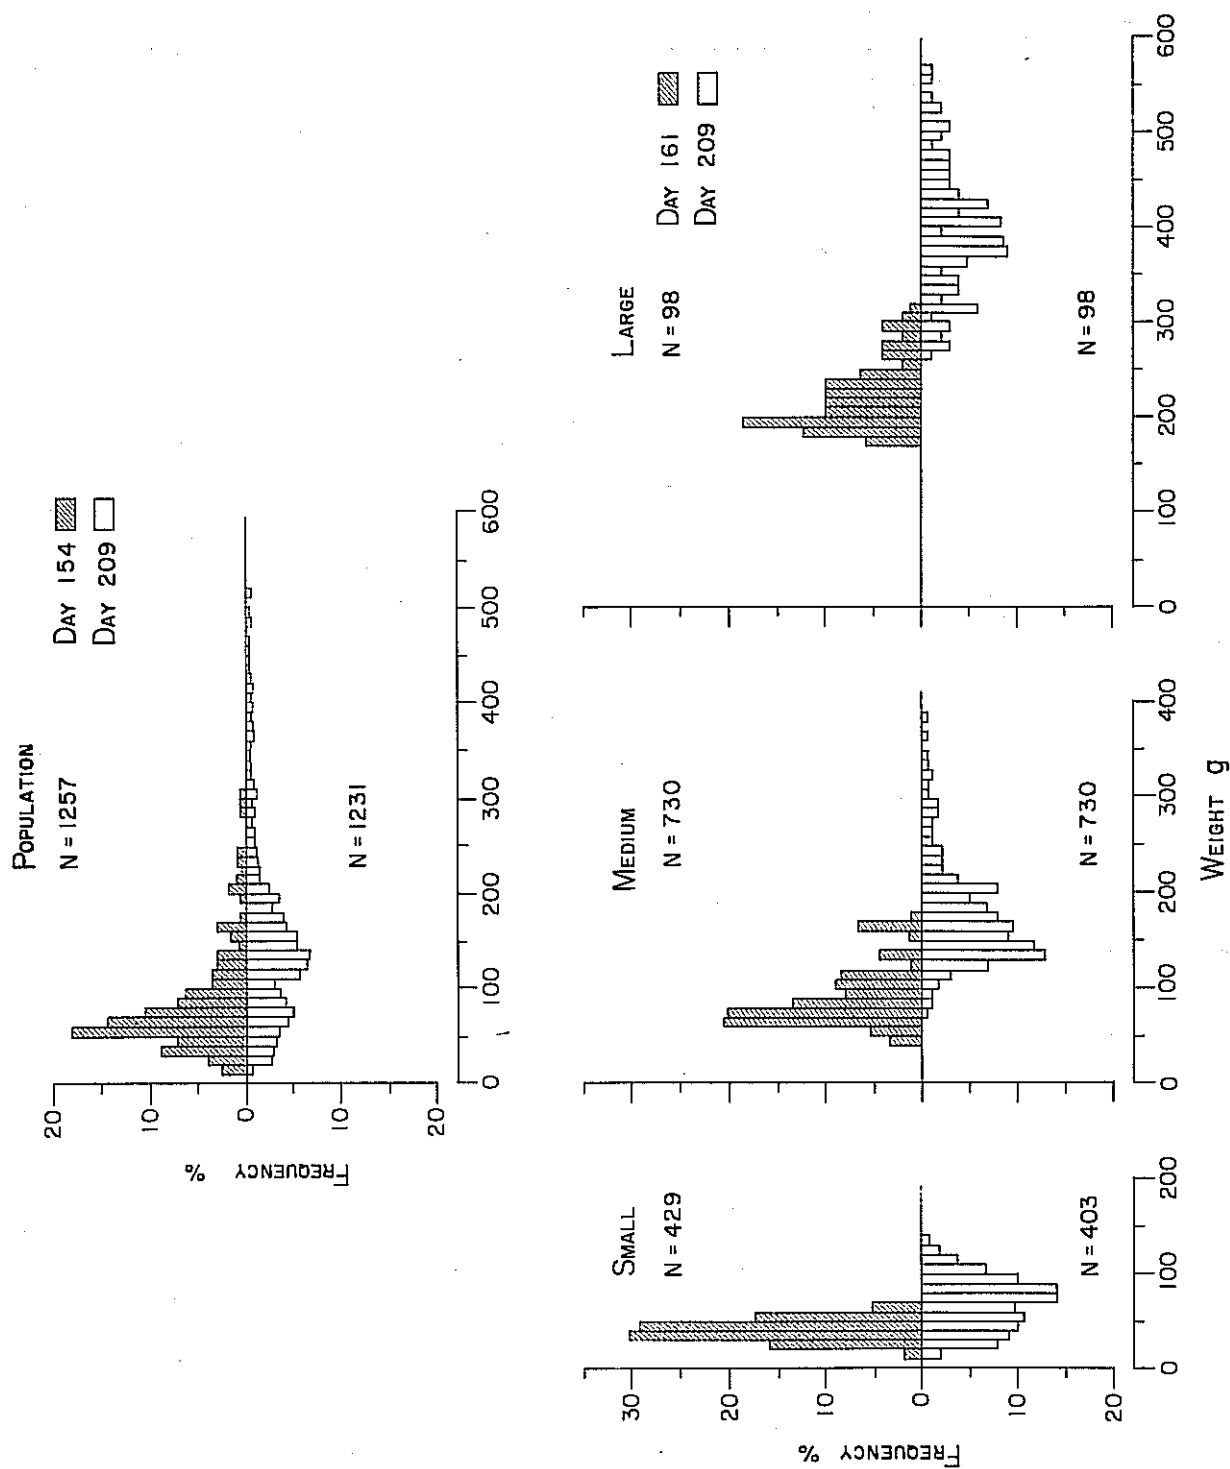 POPULATION
N = 1257
DAY 154
DAY 209
N = 1231
20
10
0
10
20
FREQUENCY %
0
100
200
300
400
500
600
SMALL
N = 429
N = 403
30
20
10
0
10
20
FREQUENCY %
0
100
200
MEDIUM
N = 730
N = 730
0
100
200
300
400
LARGE
N = 98
DAY 161
DAY 209
N = 98
0
100
200
300
400
500
600
WEIGHT g